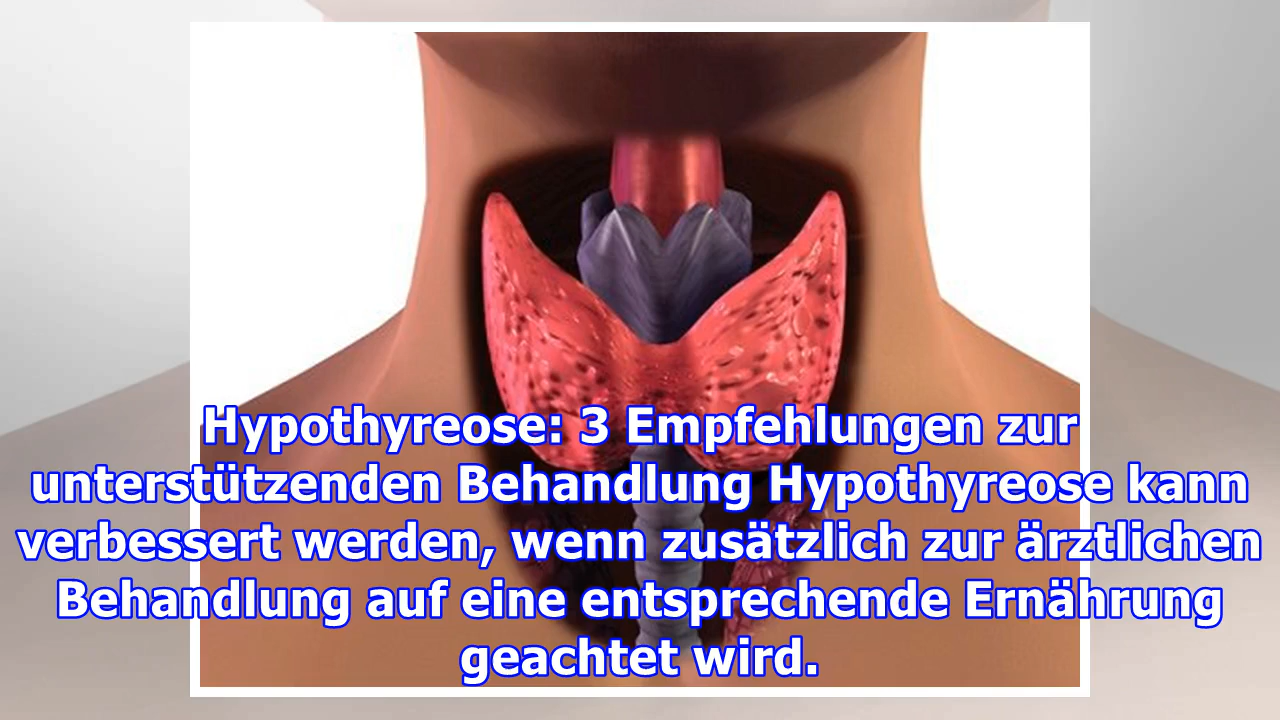 Hypothyreose: 3 Empfehlungen zur
unterstützenden Behandlung Hypothyreose kann
verbessert werden, wenn zusätzlich zur ärztlichen
Behandlung auf eine entsprechende Ernährung
geachtet wird.